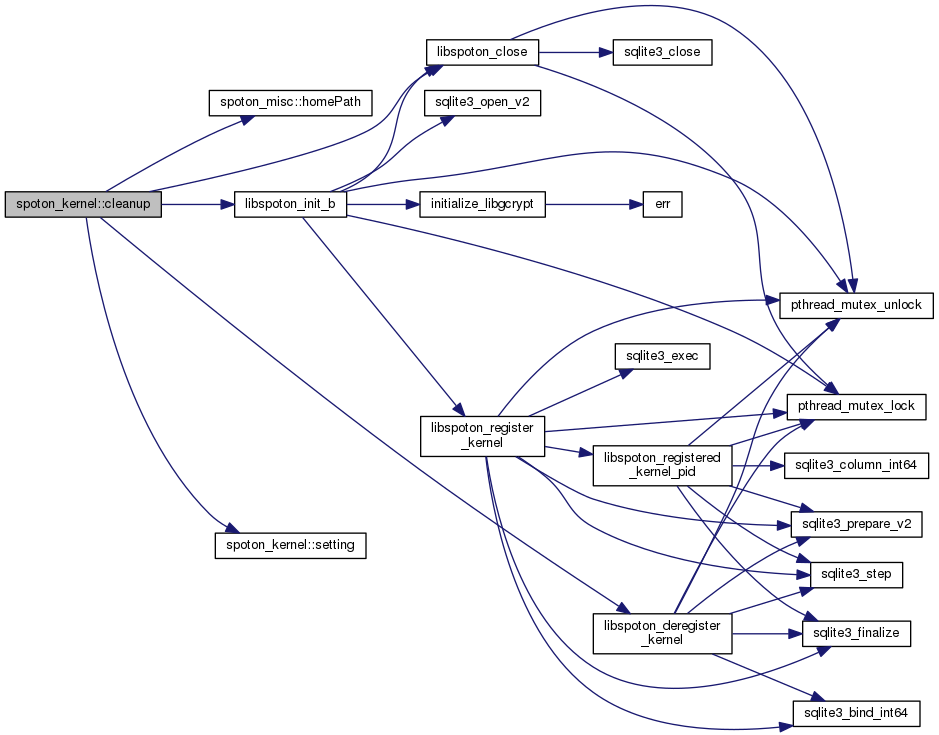 spoton_kernel::cleanup
spoton_misc::homePath
libspoton_init_b
spoton_kernel::setting
libspoton_close
sqlite3_open_v2
initialize_libgcrypt
libspoton_register
_kernel
sqlite3_close
err
sqlite3_exec
libspoton_registered
_kernel_pid
libspoton_deregister
_kernel
pthread_mutex_unlock
pthread_mutex_lock
sqlite3_column_int64
sqlite3_prepare_v2
sqlite3_step
sqlite3_finalize
sqlite3_bind_int64